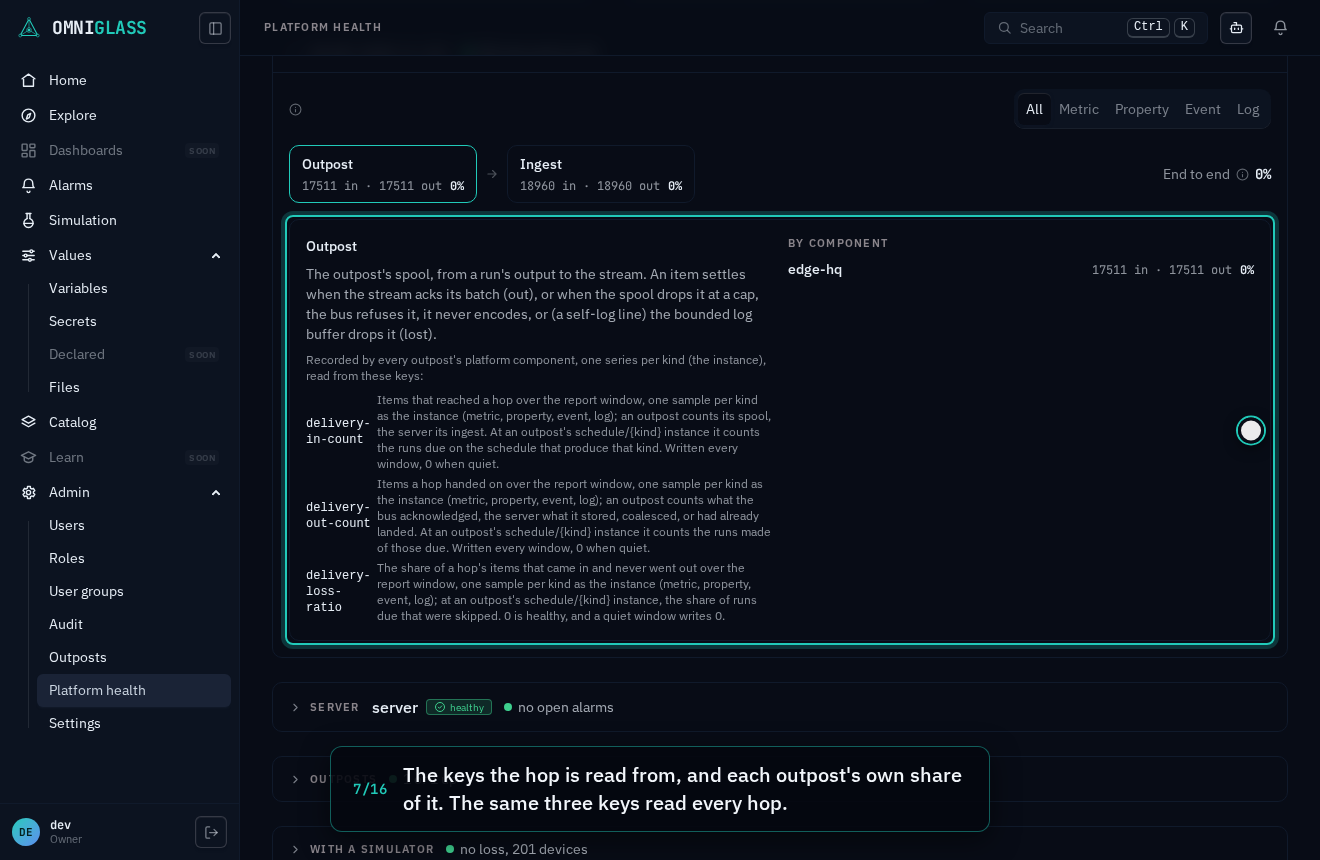 OMNIGLASS
PLATFORM HEALTH
Search
Ctrl
K
Home
Explore
Dashboards
SOON
Alarms
Simulation
Values
Variables
Secrets
Declared
SOON
Files
Catalog
Learn
SOON
Admin
Users
Roles
User groups
Audit
Outposts
Platform health
Settings
DE
dev
Owner
All
Metric
Property
Event
Log
Outpost
17511 in · 17511 out 0%
Ingest
18960 in · 18960 out 0%
End to end 0%
Outpost
The outpost's spool, from a run's output to the stream. An item settles
when the stream acks its batch (out), or when the spool drops it at a cap,
the bus refuses it, it never encodes, or (a self-log line) the bounded log
buffer drops it (lost).
Recorded by every outpost's platform component, one series per kind (the instance),
read from these keys:
delivery-
in-count
Items that reached a hop over the report window, one sample per kind
as the instance (metric, property, event, log); an outpost counts its spool,
the server its ingest. At an outpost's schedule/{kind} instance it counts
the runs due on the schedule that produce that kind. Written every
window, 0 when quiet.
delivery-
out-count
Items a hop handed on over the report window, one sample per kind as
the instance (metric, property, event, log); an outpost counts what the
bus acknowledged, the server what it stored, coalesced, or had already
landed. At an outpost's schedule/{kind} instance it counts the runs made
of those due. Written every window, 0 when quiet.
delivery-
loss-
ratio
The share of a hop's items that came in and never went out over the
report window, one sample per kind as the instance (metric, property,
event, log); at an outpost's schedule/{kind} instance, the share of runs
due that were skipped. 0 is healthy, and a quiet window writes 0.
BY COMPONENT
edge-hq
17511 in · 17511 out 0%
SERVER
server
healthy
no open alarms
OUTPOSTS
7/16
The keys the hop is read from, and each outpost's own share
of it. The same three keys read every hop.
WITH A SIMULATOR
no loss, 201 devices